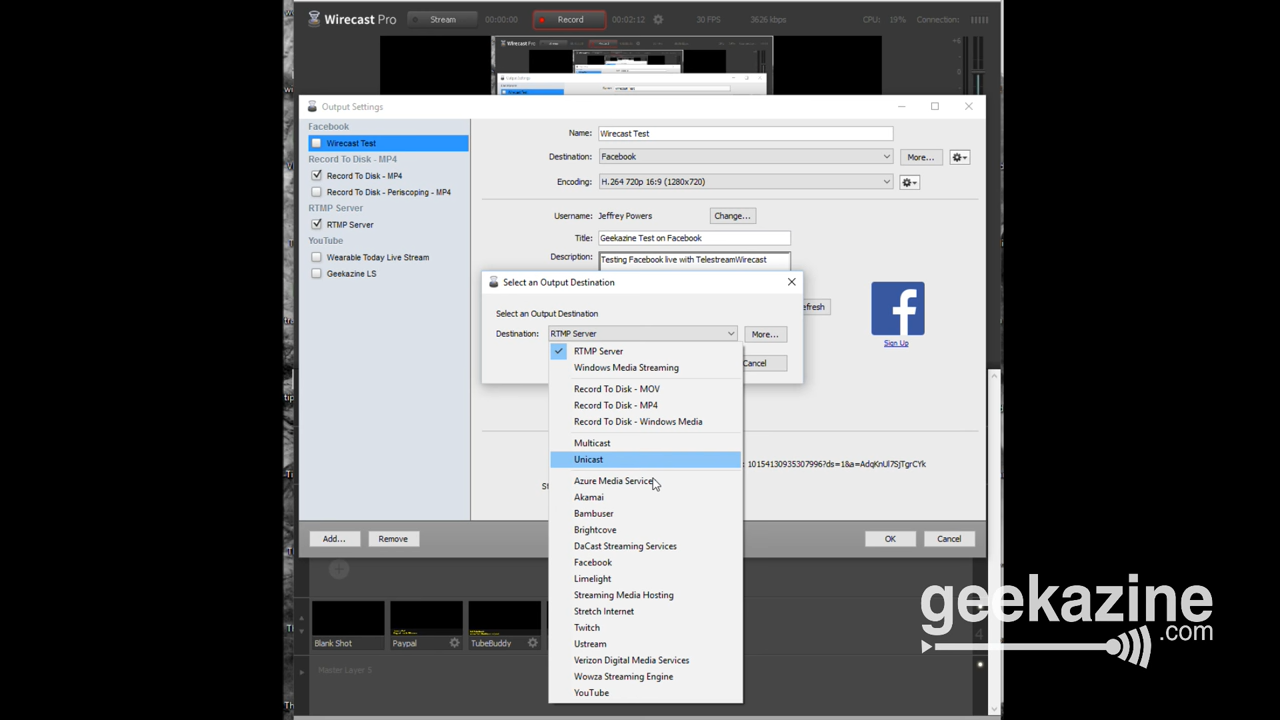 Wirecast Pro Stream 00:00:00 Record 00:02:12 30 FPS 3626 kbps CPU: 19% Connection:
Output Settings
Facebook
Wirecast Test
Record To Disk - MP4
Record To Disk - MP4
Record To Disk - Periscoping - MP4
RTMP Server
RTMP Server
YouTube
Wearable Today Live Stream
Geekazine LS
Name: Wirecast Test
Destination: Facebook More...
Encoding: H.264 720p 16:9 (1280x720)
Username: Jeffrey Powers Change...
Title: Geekazine Test on Facebook
Description: Testing Facebook live with TelestreamWirecast
Select an Output Destination
efresh
Sign Up
Select an Output Destination
Destination: RTMP Server More...
Cancel
RTMP Server
Windows Media Streaming
Record To Disk - MOV
Record To Disk - MP4
Record To Disk - Windows Media
Multicast
Unicast
Azure Media Service
Akamai
Bambuser
Brightcove
DaCast Streaming Services
Facebook
Limelight
Streaming Media Hosting
Stretch Internet
Twitch
Ustream
Verizon Digital Media Services
Wowza Streaming Engine
YouTube
: 10154130935307996?ds=1&a=AdqKnUl7SjTgrCYk
Add... Remove OK Cancel
Blank Shot Paypal TubeBuddy
Master Layer 5
geekazine
.com